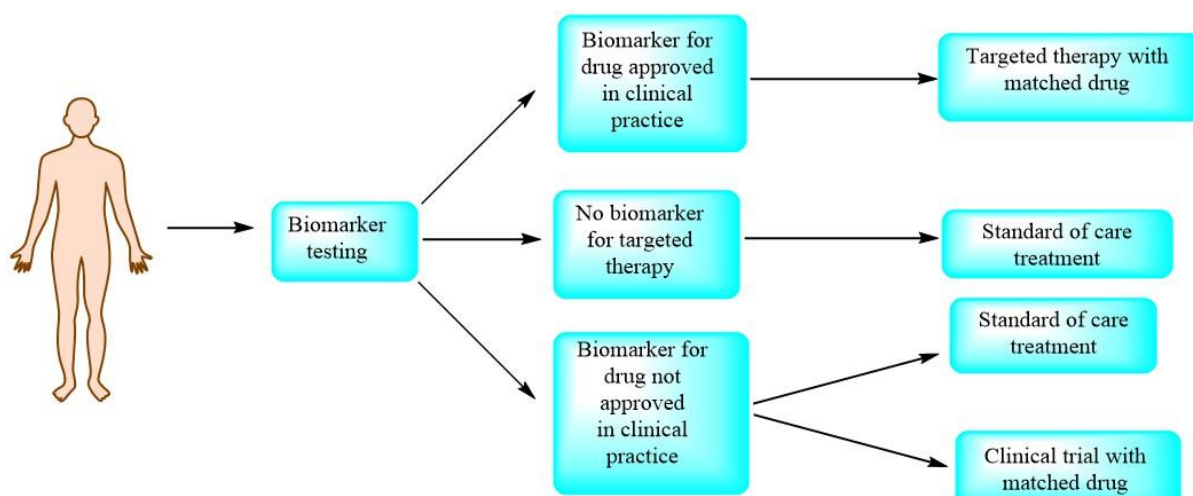 Biomarker
testing
Biomarker for
drug approved
in clinical
practice
Targeted therapy with
matched drug
No biomarker
for targeted
therapy
Standard of care
treatment
Biomarker for
drug not
approved
in clinical
practice
Standard of care
treatment
Clinical trial with
matched drug